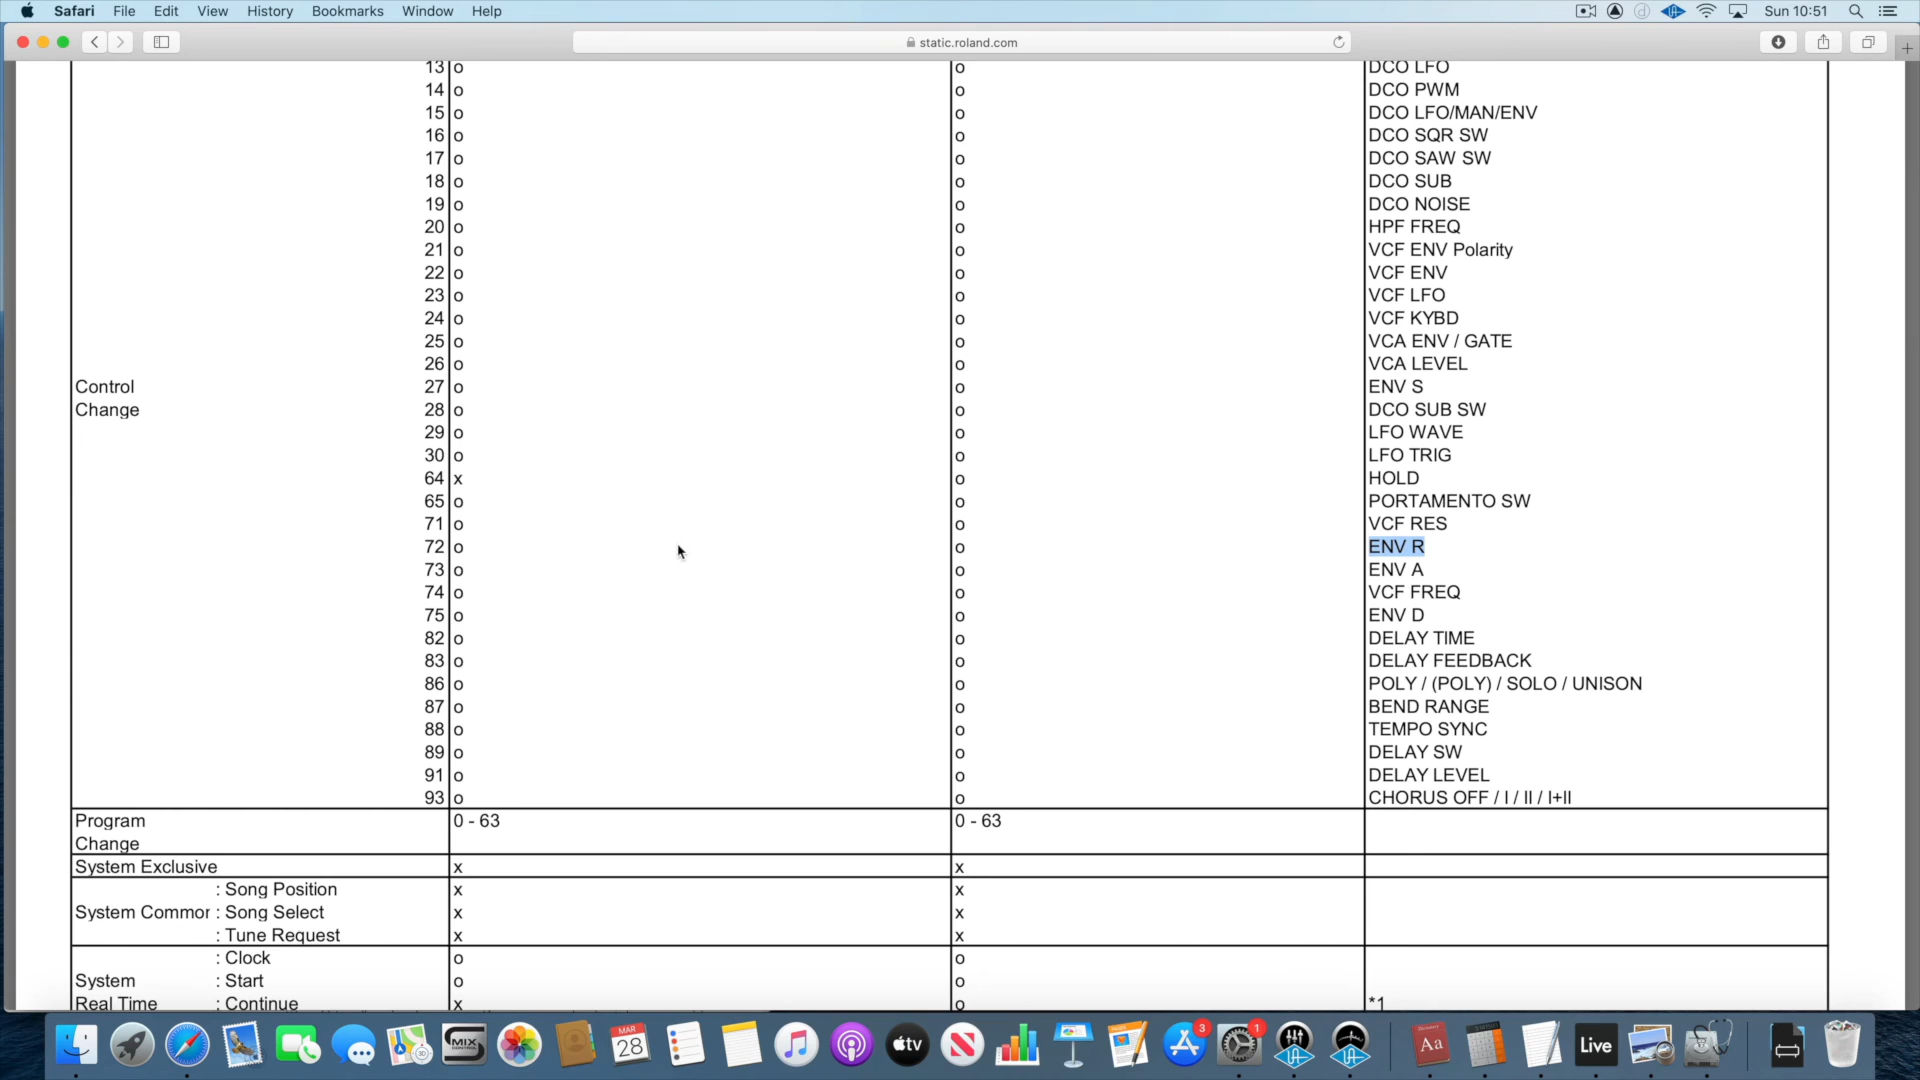 Safari File Edit View History Bookmarks Window Help Sun 10:51
static.roland.com
13 o o DCO LFO
14 o o DCO PWM
15 o o DCO LFO/MAN/ENV
16 o o DCO SQR SW
17 o o DCO SAW SW
18 o o DCO SUB
19 o o DCO NOISE
20 o o HPF FREQ
21 o o VCF ENV Polarity
22 o o VCF ENV
23 o o VCF LFO
24 o o VCF KYBD
25 o o VCA ENV / GATE
26 o o VCA LEVEL
Control 27 o o ENV S
Change 28 o o DCO SUB SW
29 o o LFO WAVE
30 o o LFO TRIG
64 x o HOLD
65 o o PORTAMENTO SW
71 o o VCF RES
72 o o ENV R
73 o o ENV A
74 o o VCF FREQ
75 o o ENV D
82 o o DELAY TIME
83 o o DELAY FEEDBACK
86 o o POLY / (POLY) / SOLO / UNISON
87 o o BEND RANGE
88 o o TEMPO SYNC
89 o o DELAY SW
91 o o DELAY LEVEL
93 o o CHORUS OFF / I / II / I+II
Program 0 - 63 0 - 63
Change
System Exclusive x x
: Song Position x x
System Commor : Song Select x x
: Tune Request x x
: Clock o o
System : Start o o
Real Time : Continue x o *1
MIX CONTROL 3D MAR 28 tv 3 1 Aa Live